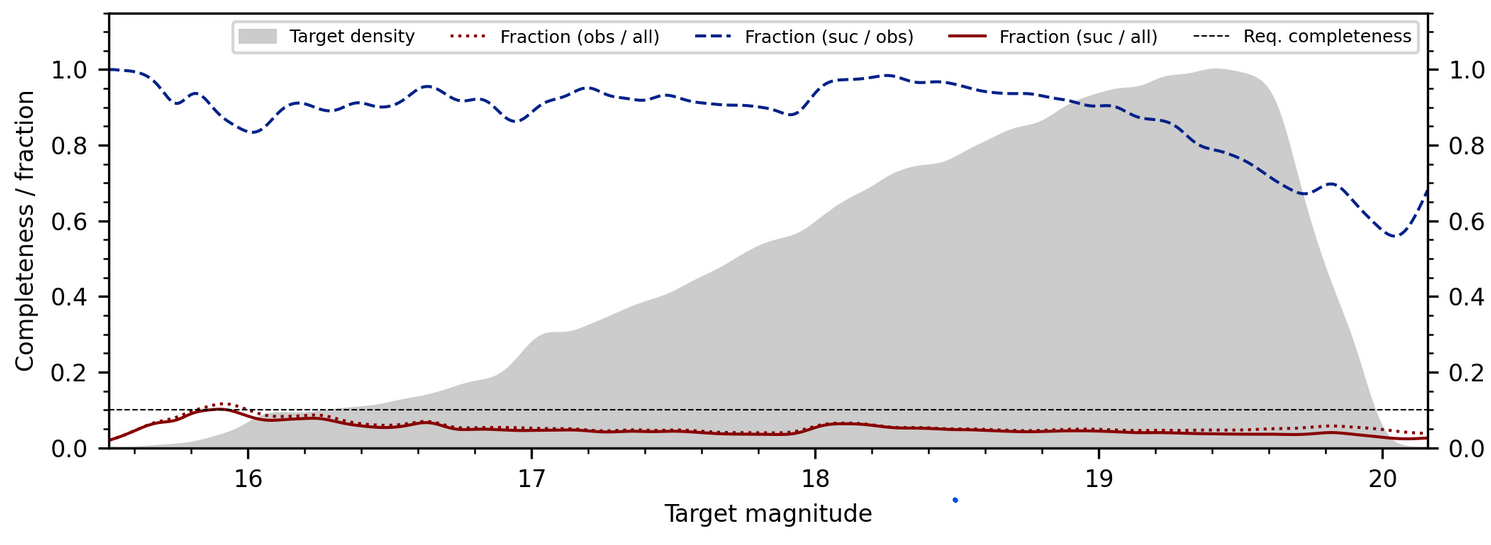 Target density Fraction (obs / all) Fraction (suc / obs) Fraction (suc / all) Req. completeness
Completeness / fraction
1.0 1.0
0.8 0.8
0.6 0.6
0.4 0.4
0.2 0.2
0.0 0.0
16 17 18 19 20
Target magnitude